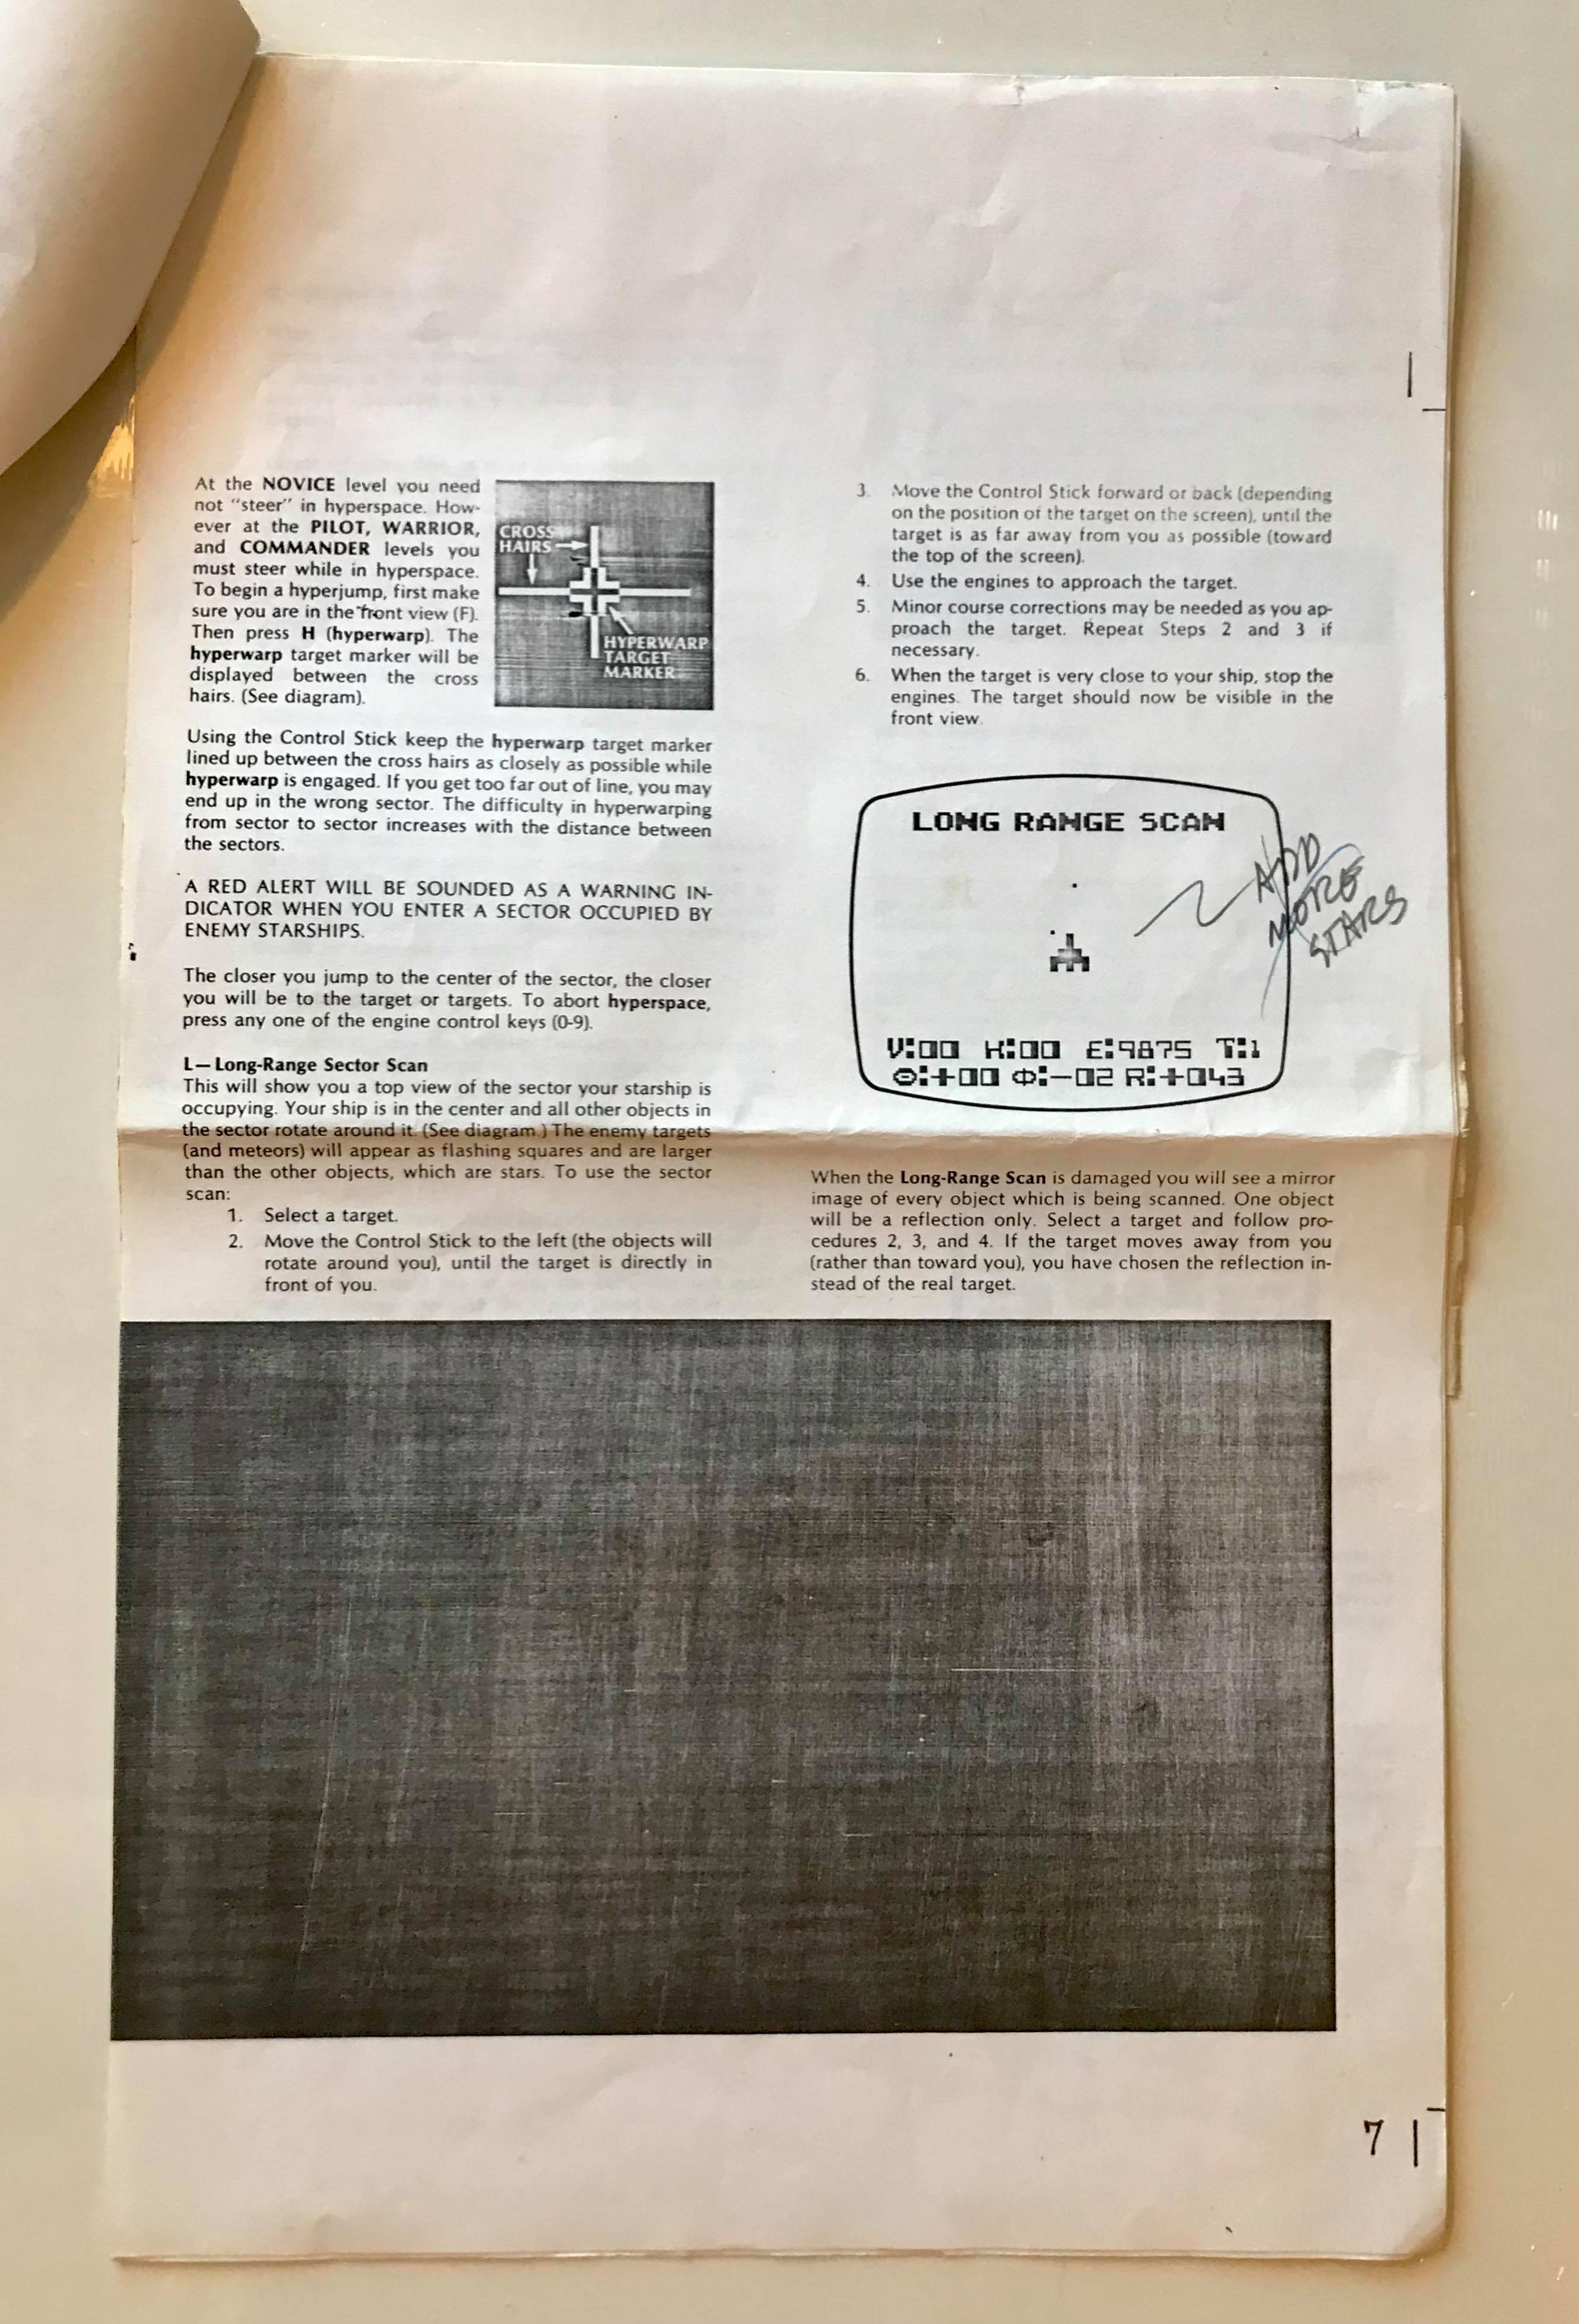 At the NOVICE level you need
not "steer" in hyperspace. How-
ever at the PILOT, WARRIOR,
and COMMANDER levels you
must steer while in hyperspace.
To begin a hyperjump, first make
sure you are in the front view (F).
Then press H (hyperwarp). The
hyperwarp target marker will be
displayed between the cross
hairs. (See diagram).
CROSS
HAIRS
HYPERWARP
TARGET
MARKER
Using the Control Stick keep the hyperwarp target marker
lined up between the cross hairs as closely as possible while
hyperwarp is engaged. If you get too far out of line, you may
end up in the wrong sector. The difficulty in hyperwarping
from sector to sector increases with the distance between
the sectors.
A RED ALERT WILL BE SOUNDED AS A WARNING IN-
DICATOR WHEN YOU ENTER A SECTOR OCCUPIED BY
ENEMY STARSHIPS.
The closer you jump to the center of the sector, the closer
you will be to the target or targets. To abort hyperspace,
press any one of the engine control keys (0-9).
L—Long-Range Sector Scan
This will show you a top view of the sector your starship is
occupying. Your ship is in the center and all other objects in
the sector rotate around it. (See diagram.) The enemy targets
(and meteors) will appear as flashing squares and are larger
than the other objects, which are stars. To use the sector
scan:
1. Select a target.
2. Move the Control Stick to the left (the objects will
rotate around you), until the target is directly in
front of you.
3. Move the Control Stick forward or back (depending
on the position of the target on the screen), until the
target is as far away from you as possible (toward
the top of the screen).
4. Use the engines to approach the target.
5. Minor course corrections may be needed as you ap-
proach the target. Repeat Steps 2 and 3 if
necessary.
6. When the target is very close to your ship, stop the
engines. The target should now be visible in the
front view.
LONG RANGE SCAN
ADD
MORE
STARS
V:00 K:00 E:9875 T:1
Θ:+00 Φ:-02 R:+043
When the Long-Range Scan is damaged you will see a mirror
image of every object which is being scanned. One object
will be a reflection only. Select a target and follow pro-
cedures 2, 3, and 4. If the target moves away from you
(rather than toward you), you have chosen the reflection in-
stead of the real target.
7